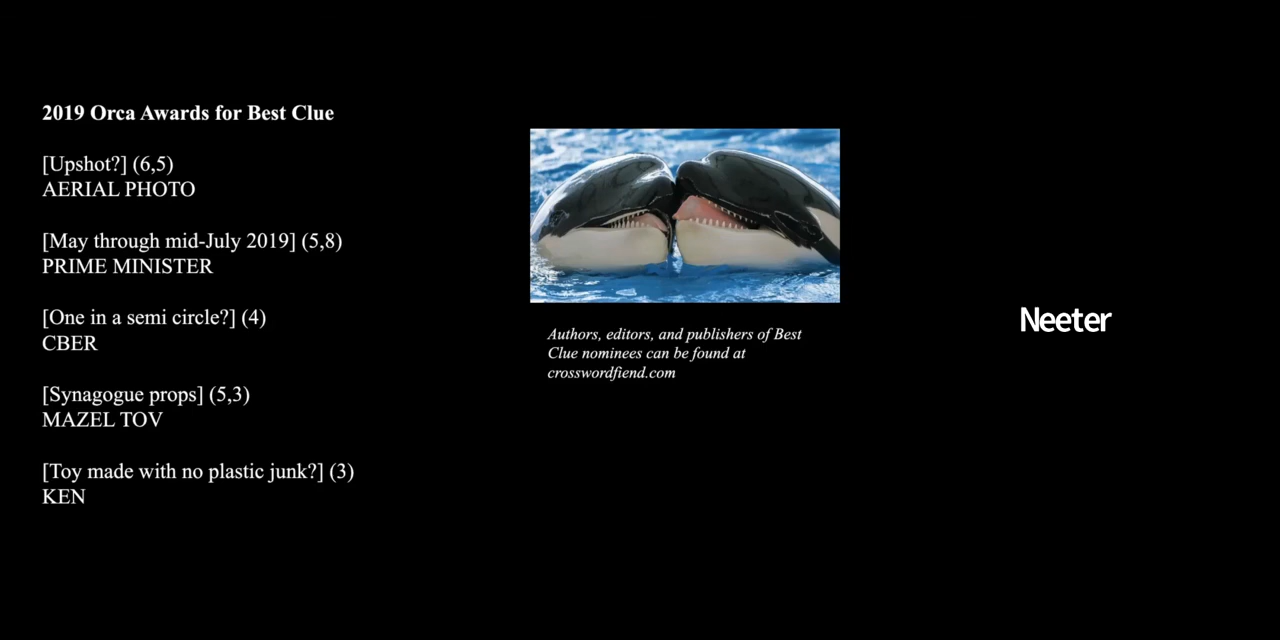 2019 Orca Awards for Best Clue
[Upshot?] (6,5)
AERIAL PHOTO
[May through mid-July 2019] (5,8)
PRIME MINISTER
[One in a semi circle?] (4)
CBER
[Synagogue props] (5,3)
MAZEL TOV
[Toy made with no plastic junk?] (3)
KEN
Authors, editors, and publishers of Best
Clue nominees can be found at
crosswordfiend.com
Neeter